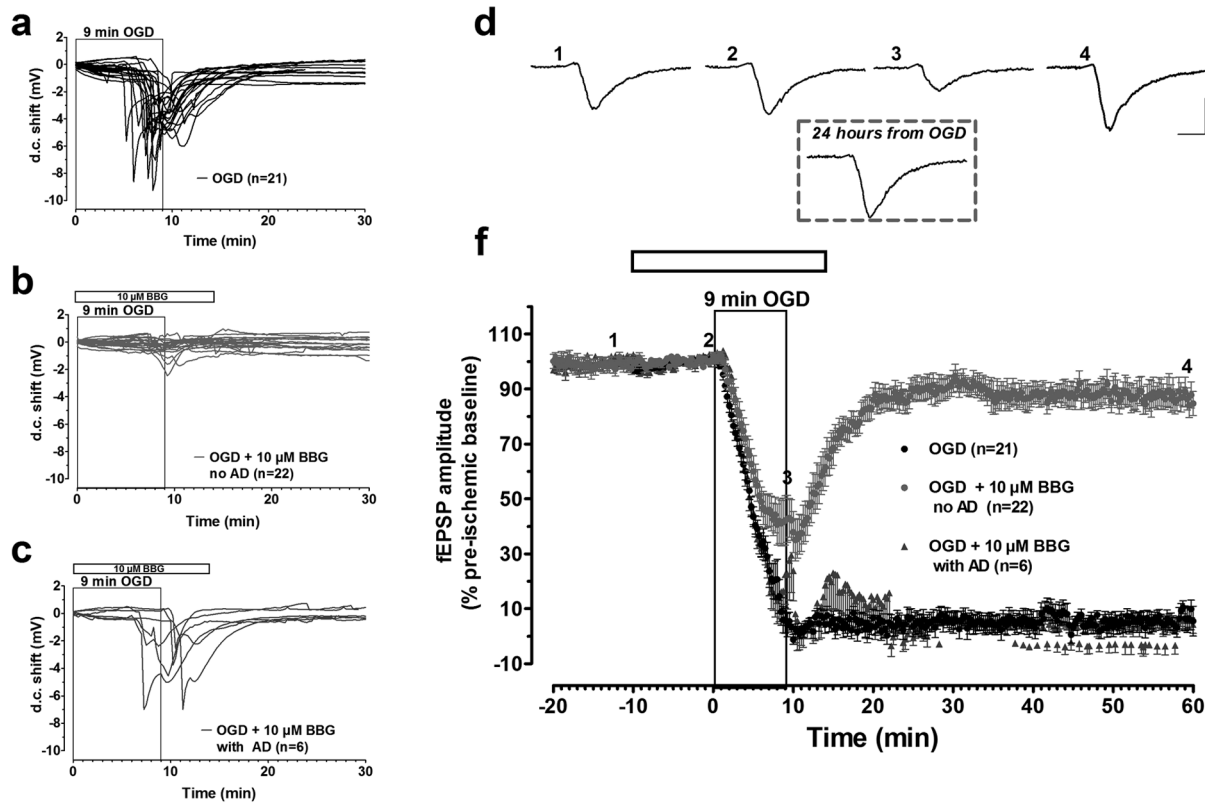 a
9 min OGD
2
0
-2
-4
-6
-8
-10
d.c. shift (mV)
OGD (n=21)
0
10
20
30
Time (min)
b
10 µM BBG
9 min OGD
2
0
-2
-4
-6
-8
-10
d.c. shift (mV)
OGD + 10 µM BBG
no AD (n=22)
0
10
20
30
Time (min)
c
10 µM BBG
9 min OGD
2
0
-2
-4
-6
-8
-10
d.c. shift (mV)
OGD + 10 µM BBG
with AD (n=6)
0
10
20
30
Time (min)
d
1
2
3
4
24 hours from OGD
f
9 min OGD
1
2
3
4
110
90
70
50
30
10
-10
fEPSP amplitude
(% pre-ischemic baseline)
OGD (n=21)
OGD + 10 µM BBG
no AD (n=22)
OGD + 10 µM BBG
with AD (n=6)
-20
-10
0
10
20
30
40
50
60
Time (min)